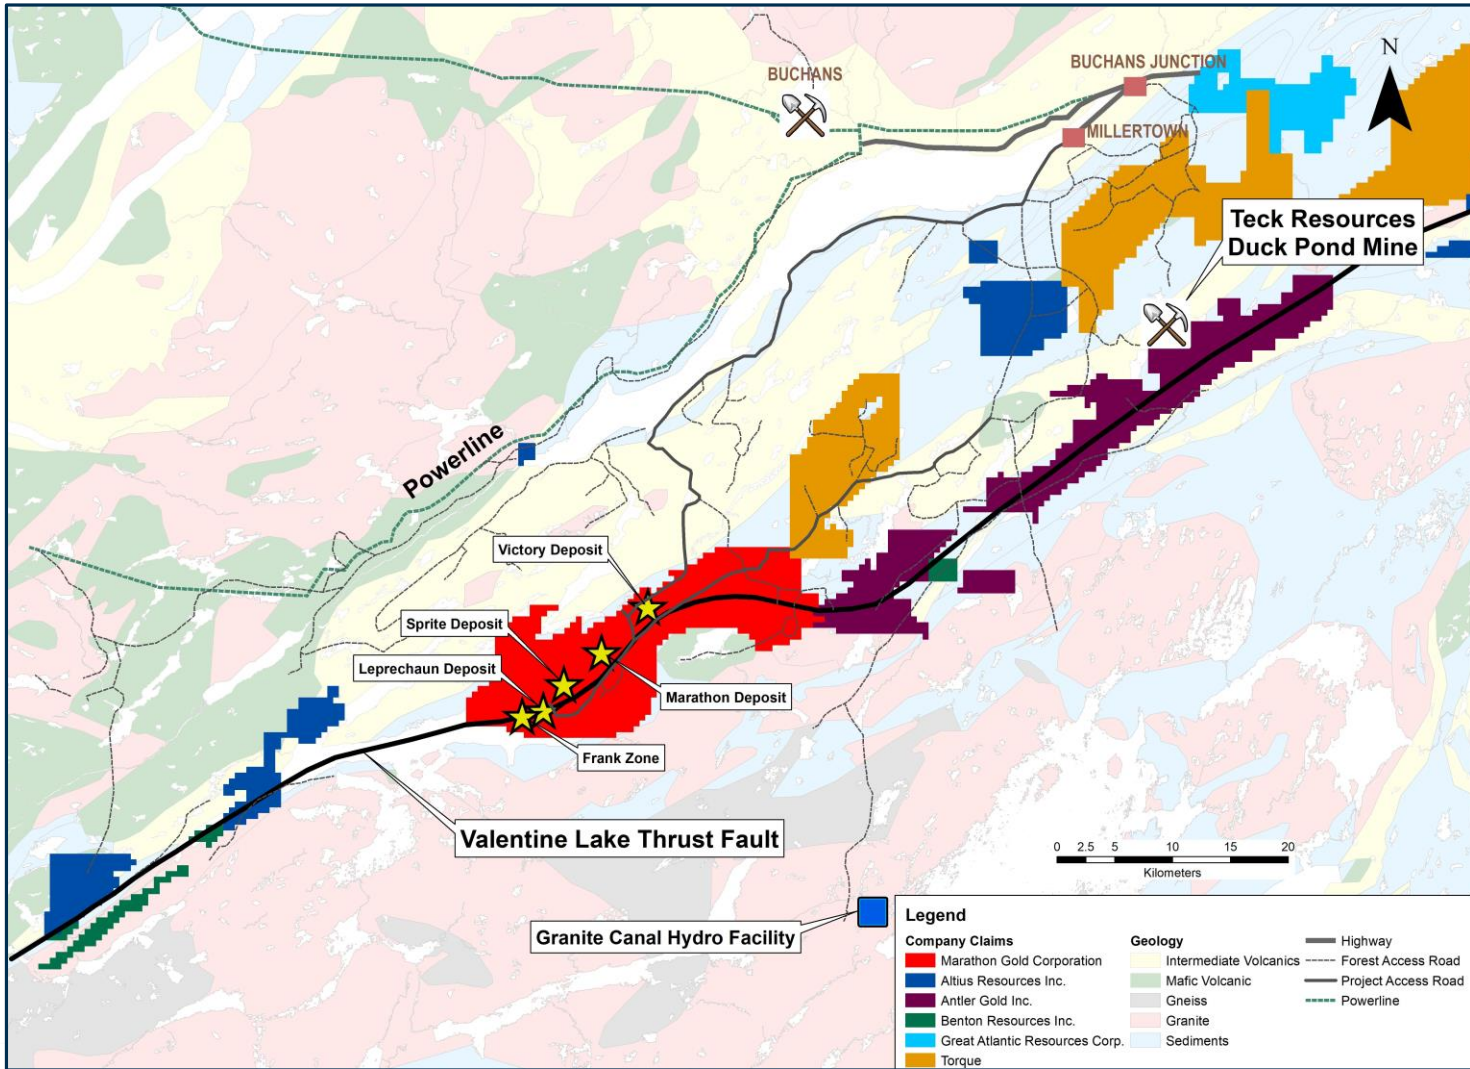 BUCHANS
BUCHANS JUNCTION
MILLERTOWN
N
Teck Resources
Duck Pond Mine
Powerline
Victory Deposit
Sprite Deposit
Leprechaun Deposit
Marathon Deposit
Frank Zone
Valentine Lake Thrust Fault
Granite Canal Hydro Facility
0 2.5 5 10 15 20
Kilometers
Legend
Company Claims
Marathon Gold Corporation
Altius Resources Inc.
Antler Gold Inc.
Benton Resources Inc.
Great Atlantic Resources Corp.
Torque
Geology
Intermediate Volcanics
Mafic Volcanic
Gneiss
Granite
Sediments
Highway
Forest Access Road
Project Access Road
Powerline